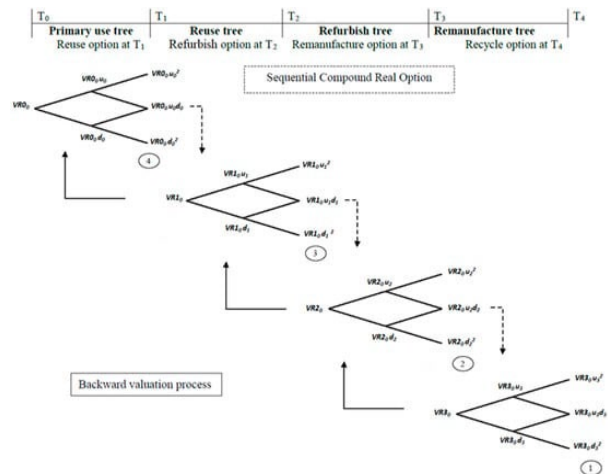 T₀ T₁ T₂ T₃ T₄
Primary use tree Reuse tree Refurbish tree Remanufacture tree
Reuse option at T₁ Refurbish option at T₂ Remanufacture option at T₃ Recycle option at T₄
Sequential Compound Real Option
VR0₀u₀²
VR0₀u₀
VR0₀
VR0₀u₀d₀
VR0₀d₀
VR0₀d₀²
4
VR1₀u₁²
VR1₀u₁
VR1₀
VR1₀u₁d₁
VR1₀d₁
VR1₀d₁²
3
VR2₀u₂²
VR2₀u₂
VR2₀
VR2₀u₂d₂
VR2₀d₂
VR2₀d₂²
2
Backward valuation process
VR3₀u₃²
VR3₀u₃
VR3₀
VR3₀u₃d₃
VR3₀d₃
VR3₀d₃²
1